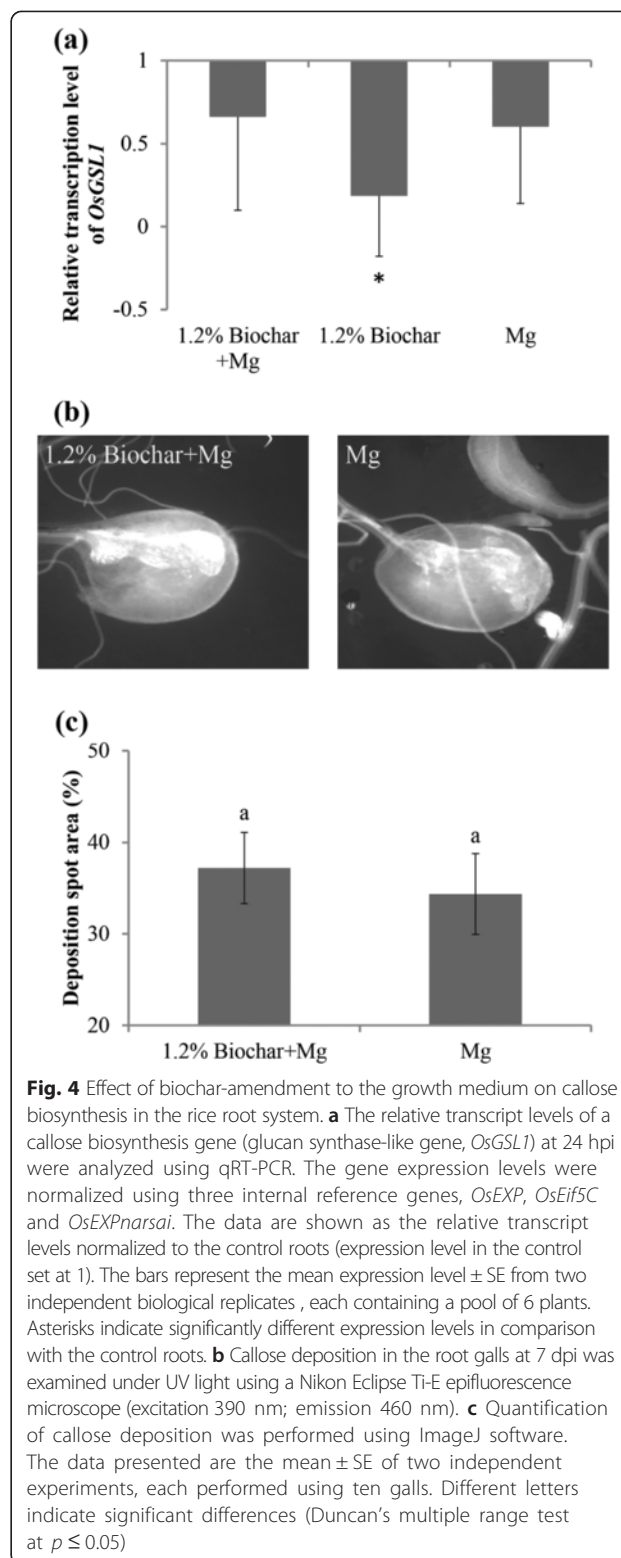 (a)
Relative transcription level
of OsGSL1
1
0.5
0
-0.5
*
1.2% Biochar
+Mg
1.2% Biochar
Mg
(b)
1.2% Biochar+Mg
Mg
(c)
Deposition spot area (%)
50
40
30
20
a
a
1.2% Biochar+Mg
Mg
Fig. 4 Effect of biochar-amendment to the growth medium on callose
biosynthesis in the rice root system. a The relative transcript levels of a
callose biosynthesis gene (glucan synthase-like gene, OsGSL1) at 24 hpi
were analyzed using qRT-PCR. The gene expression levels were
normalized using three internal reference genes, OsEXP, OsEif5C
and OsEXPnarsai. The data are shown as the relative transcript
levels normalized to the control roots (expression level in the control
set at 1). The bars represent the mean expression level ± SE from two
independent biological replicates , each containing a pool of 6 plants.
Asterisks indicate significantly different expression levels in comparison
with the control roots. b Callose deposition in the root galls at 7 dpi was
examined under UV light using a Nikon Eclipse Ti-E epifluorescence
microscope (excitation 390 nm; emission 460 nm). c Quantification
of callose deposition was performed using ImageJ software.
The data presented are the mean ± SE of two independent
experiments, each performed using ten galls. Different letters
indicate significant differences (Duncan's multiple range test
at p ≤ 0.05)